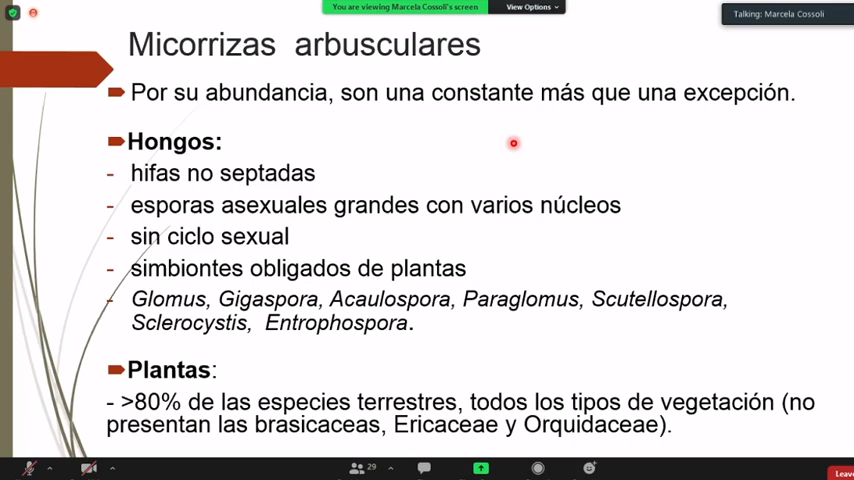 You are viewing Marcela Cossoli's screen
View Options
Talking: Marcela Cossoli
Micorrizas arbusculares
Por su abundancia, son una constante más que una excepción.
Hongos:
- hifas no septadas
- esporas asexuales grandes con varios núcleos
- sin ciclo sexual
- simbiontes obligados de plantas
- Glomus, Gigaspora, Acaulospora, Paraglomus, Scutellospora,
Sclerocystis, Entrophospora.
Plantas:
- >80% de las especies terrestres, todos los tipos de vegetación (no
presentan las brasicaceas, Ericaceae y Orquidaceae).
29
Leave